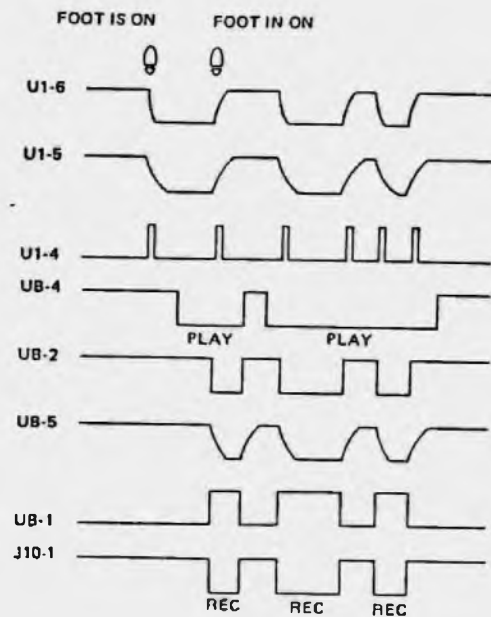 FOOT IS ON FOOT IN ON
U1-6
U1-5
U1-4
UB-4
PLAY PLAY
UB-2
UB-5
UB-1
J10-1
REC REC REC